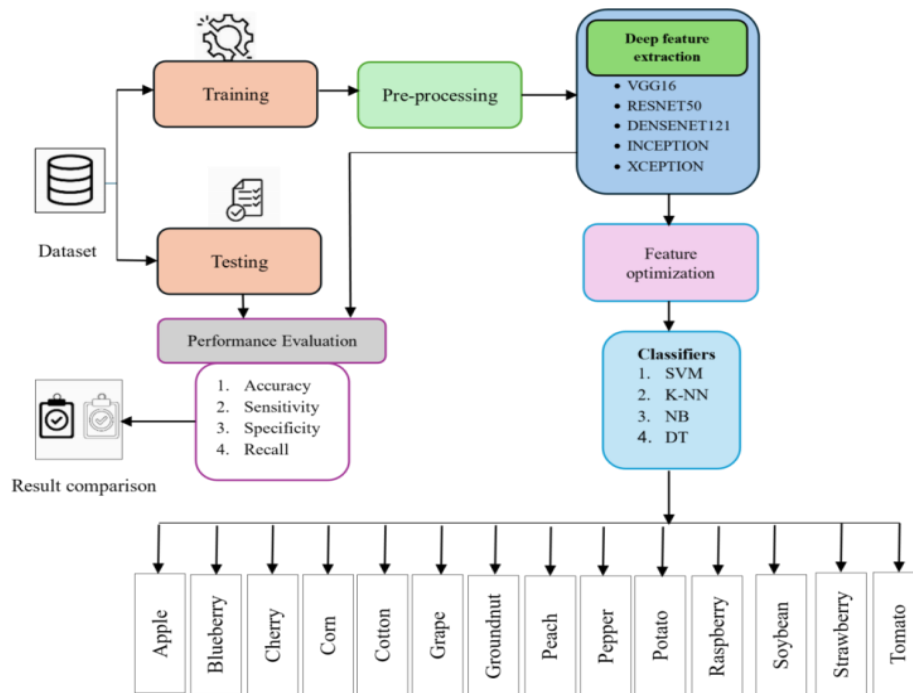 Deep feature
extraction
• VGG16
• RESNET50
• DENSENET121
• INCEPTION
• XCEPTION
Training
Pre-processing
Dataset
Testing
Feature
optimization
Performance Evaluation
1. Accuracy
2. Sensitivity
3. Specificity
4. Recall
Classifiers
1. SVM
2. K-NN
3. NB
4. DT
Result comparison
Apple
Blueberry
Cherry
Corn
Cotton
Grape
Groundnut
Peach
Pepper
Potato
Raspberry
Soybean
Strawberry
Tomato